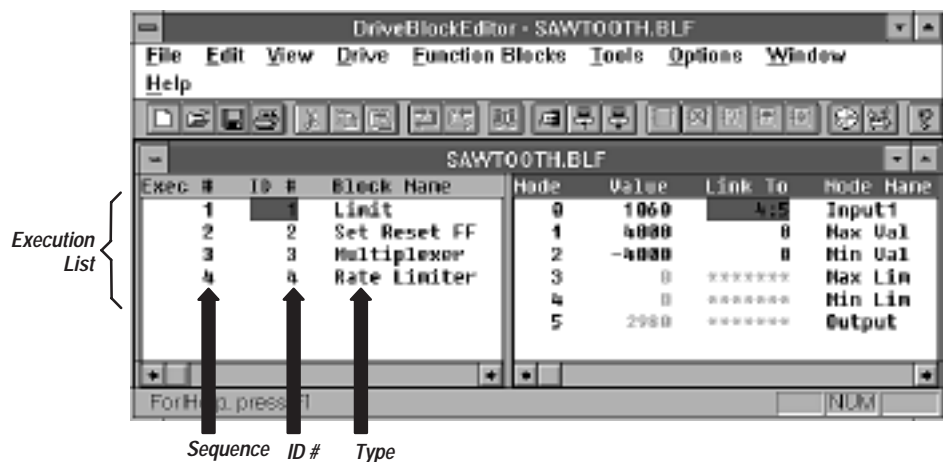 DriveBlockEditor - SAWTOOTH.BLF
File Edit View Drive Function Blocks Tools Options Window
Help
SAWTOOTH.BLF
Exec # ID # Block Name
1 1 Limit
2 2 Set Reset FF
3 3 Multiplexer
4 4 Rate Limiter
Node Value Link To Node Name
0 1060 4:5 Input1
1 4000 0 Max Val
2 -4000 0 Min Val
3 0 ******* Max Lim
4 0 ******* Min Lim
5 2980 ******* Output
Execution
List
For Help, press F1
NUM
Sequence ID # Type